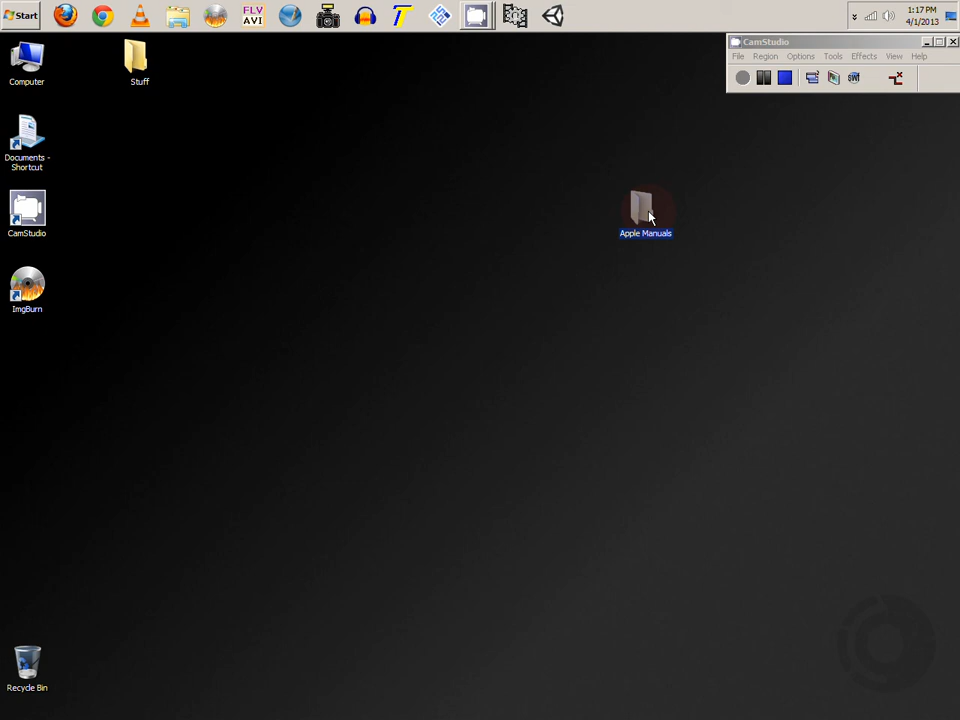 Start
FLV
AVI
T
1:17 PM
4/1/2013
Computer
Stuff
CamStudio
File Region Options Tools Effects View Help
SWF
Documents -
Shortcut
Apple Manuals
CamStudio
ImgBurn
Recycle Bin